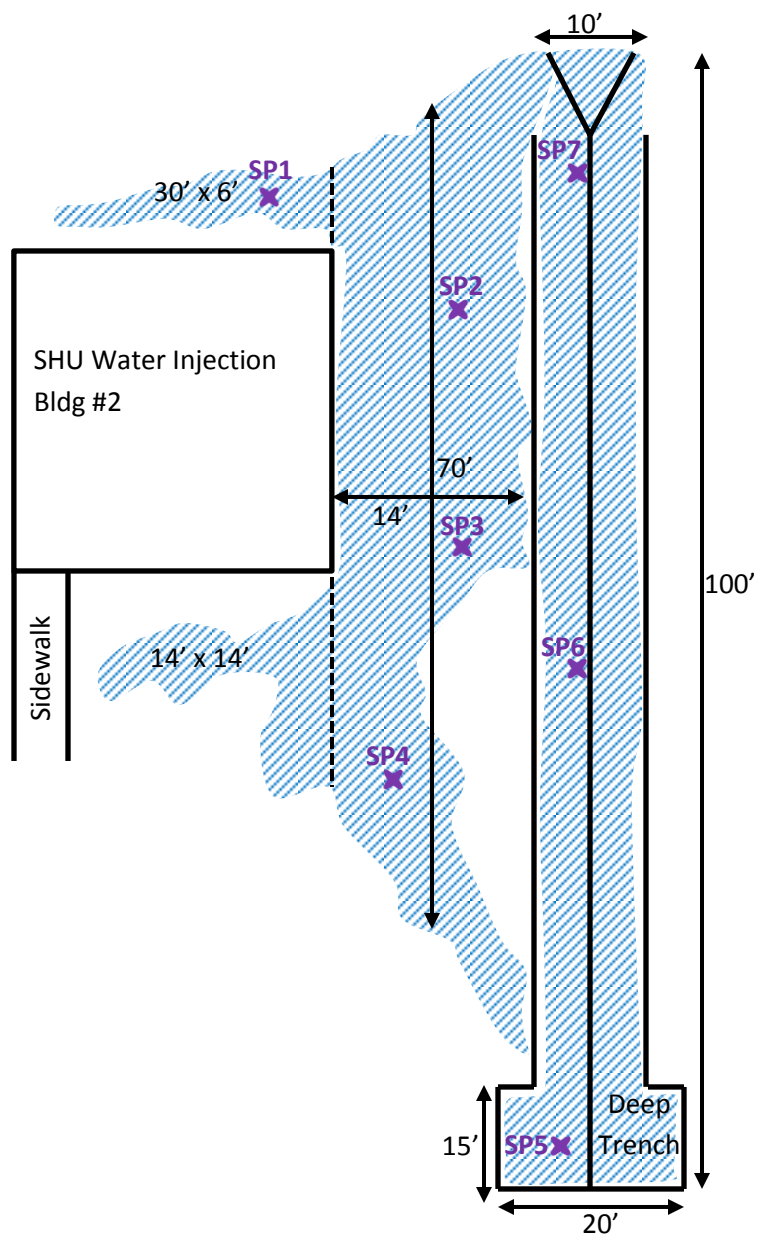 10’
SP7
SP1
30’ x 6’
SP2
SHU Water Injection
Bldg #2
70’
14’
SP3
100’
Sidewalk
14’ x 14’
SP6
SP4
Deep
Trench
15’
SP5
20’